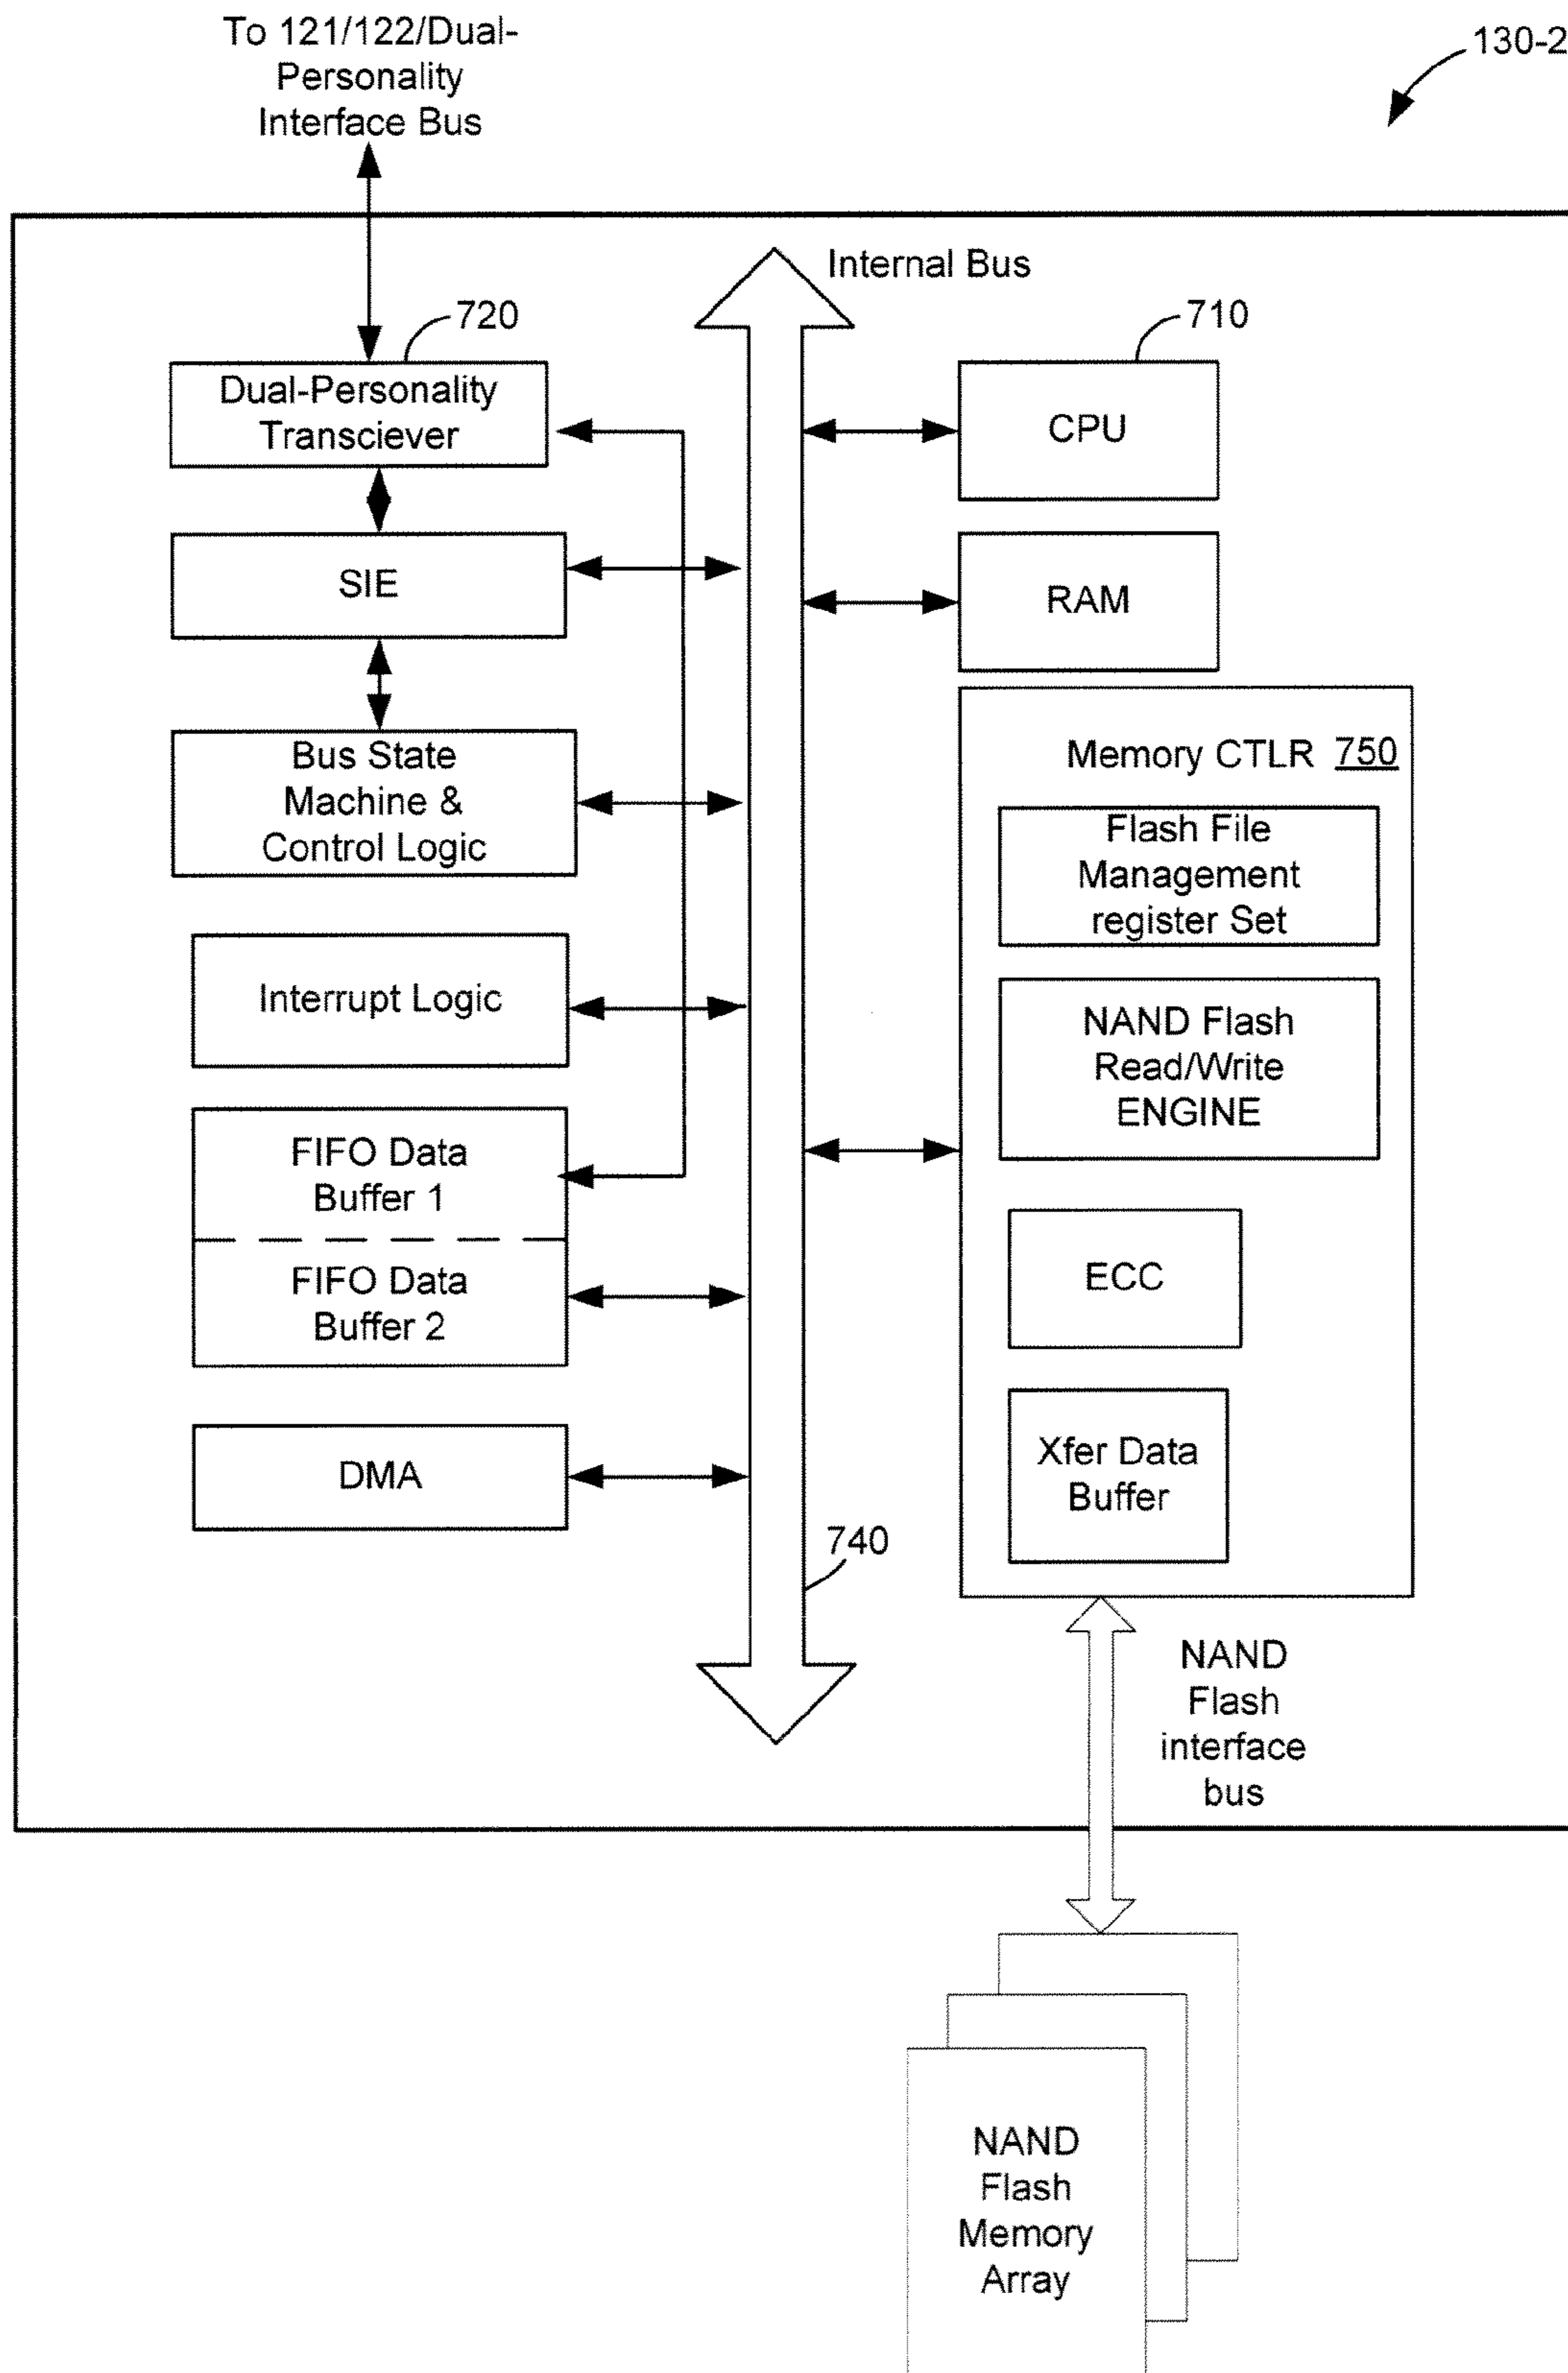 To 121/122/Dual-
Personality
Interface Bus
130-2
Internal Bus
720
710
Dual-Personality
Transciever
CPU
SIE
RAM
Bus State
Machine &
Control Logic
Memory CTLR 750
Flash File
Management
register Set
Interrupt Logic
NAND Flash
Read/Write
ENGINE
FIFO Data
Buffer 1
FIFO Data
Buffer 2
ECC
DMA
Xfer Data
Buffer
740
NAND
Flash
interface
bus
NAND
Flash
Memory
Array